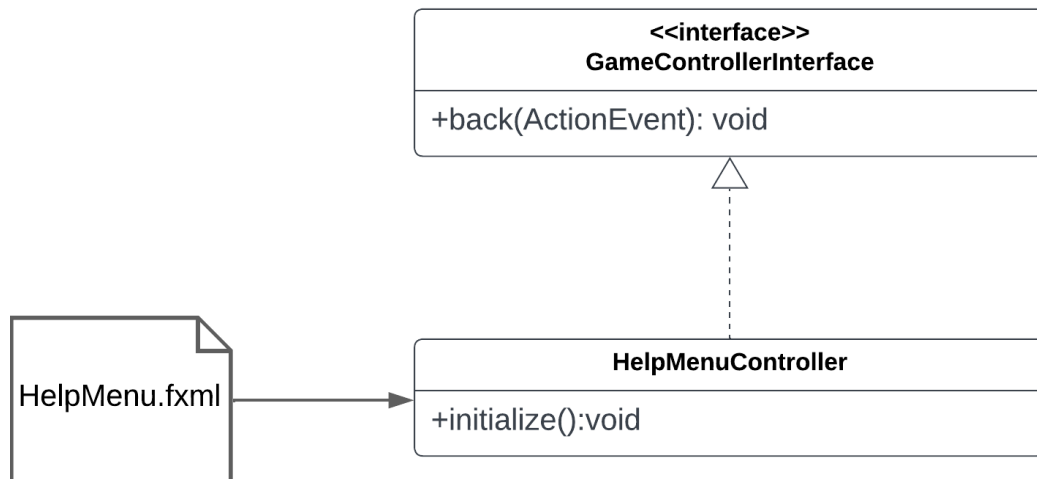 <<interface>>
GameControllerInterface
+back(ActionEvent): void
HelpMenuController
+initialize():void
HelpMenu.fxml